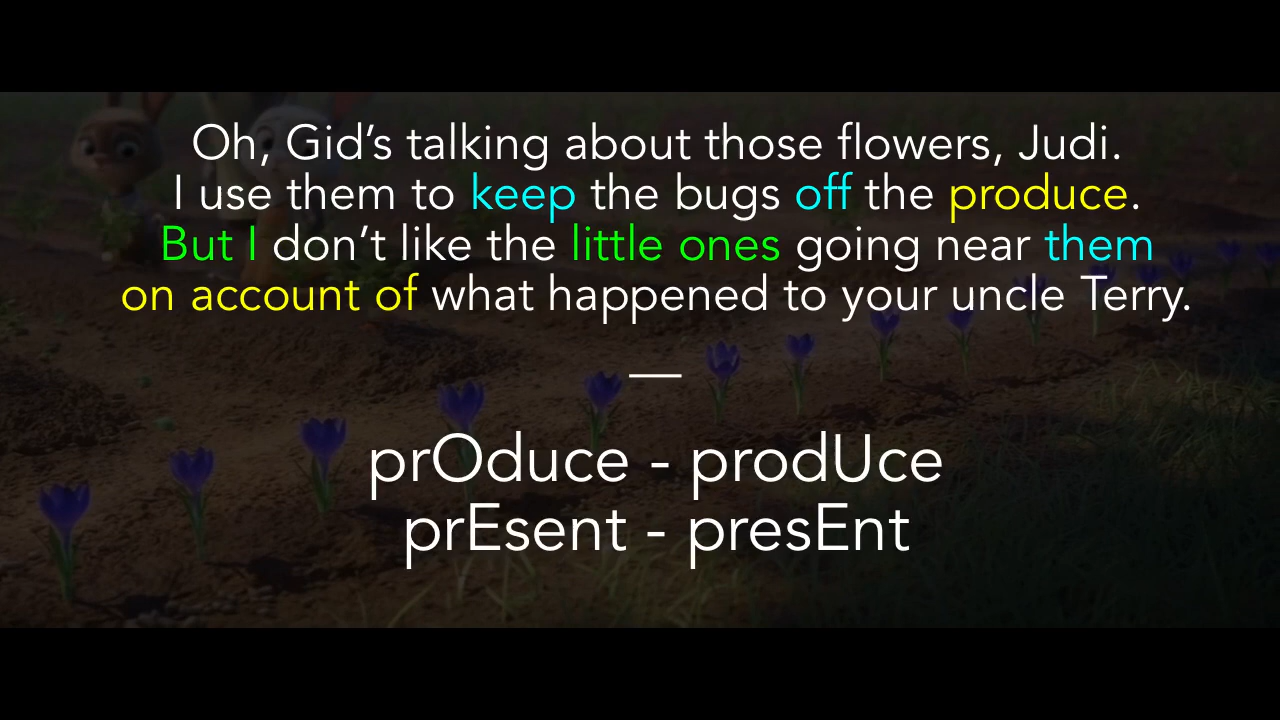 Oh, Gid’s talking about those flowers, Judi.
I use them to keep the bugs off the produce.
But I don’t like the little ones going near them
on account of what happened to your uncle Terry.
—
prOduce - prodUce
prEsent - presEnt